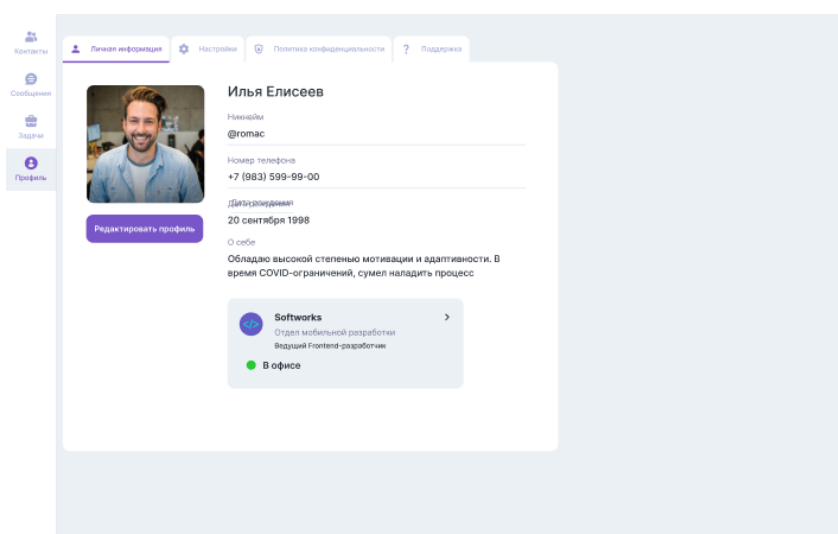 Контакты
Сообщения
Задачи
Профиль
Личная информация
Настройки
Политика конфиденциальности
? Поддержка
Илья Елисеев
Никнейм
@romac
Номер телефона
+7 (983) 599-99-00
Дата рождения
20 сентября 1998
О себе
Обладаю высокой степенью мотивации и адаптивности. В
время COVID-ограничений, сумел наладить процесс
Редактировать профиль
</> Softworks
Отдел мобильной разработки
Ведущий Frontend-разработчик
В офисе